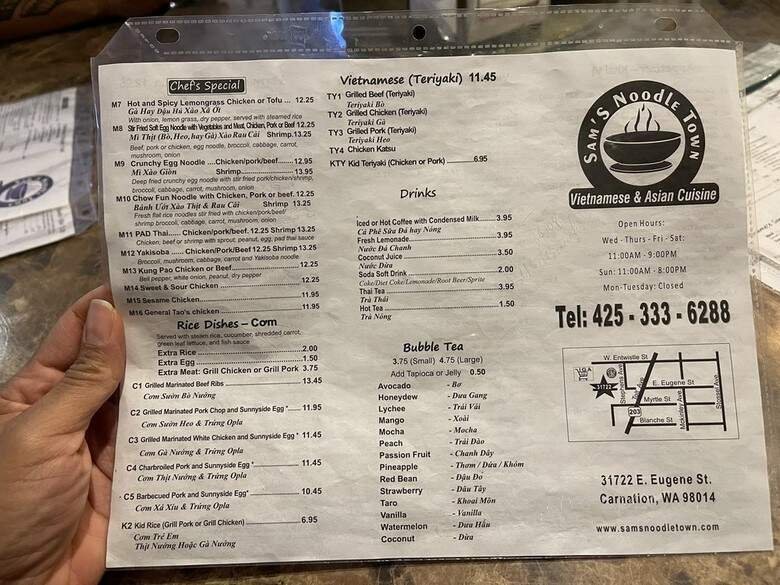 Chef's Special
M7 Hot and Spicy Lemongrass Chicken or Tofu ... 12.25
Gà Hay Đậu Hủ Xào Xả Ớt
With onion, lemon grass, dry pepper, served with steam rice
M8 Stir Fried Soft Egg Noodle with Vegetables and Meat, Chicken, Pork or Beef 12.25
Mì Thịt (Bò, Heo, hay Gà) Xào Rau Cải Shrimp.13.25
Beef, pork or chicken, egg noodle, broccoli, cabbage, carrot,
mushroom, onion
M9 Crunchy Egg Noodle ....Chicken/pork/beef........12.95
Mì Xào Giòn Shrimp.................13.95
Deep fried crunchy egg noodle with stir fried pork/chicken/shrimp,
broccoli, cabbage, carrot, mushroom, onion
M10 Chow Fun Noodle with Chicken, Pork or beef. 12.25
Bánh Ướt Xào Thịt & Rau Cải Shrimp 13.25
Fresh flat rice noodles stir fried with chicken/pork/beef/
shrimp broccoli, cabbage, carrot, mushroom, onion
M11 PAD Thai..... Chicken/Pork/beef. 12.25 Shrimp 13.25
Chicken, beef or shrimp with sprout, peanut, egg, pad thai sauce
M12 Yakisoba ...... Chicken/Pork/Beef 12.25 Shrimp 13.25
Broccoli, mushroom, cabbage, carrot and Yakisoba noodle
M13 Kung Pao Chicken or Beef.......................... 12.25
Bell pepper, white onion, peanut, dry pepper
M14 Sweet & Sour Chicken .............................. 12.25
M15 Sesame Chicken.................................... 11.95
M16 General Tao's chicken............................. 11.95
Rice Dishes - Cơm
Served with steam rice, cucumber, shredded carrot,
green leaf lettuce, and fish sauce
Extra Rice ........................................ 2.00
Extra Egg ......................................... 1.50
Extra Meat: Grill Chicken or Grill Pork 3.75
C1 Grilled Marinated Beef Ribs ........................ 13.45
Cơm Sườn Bò Nướng
C2 Grilled Marinated Pork Chop and Sunnyside Egg* ....... 11.95
Cơm Sườn Heo & Trứng Opla
C3 Grilled Marinated White Chicken and Sunnyside Egg* 11.45
Cơm Gà Nướng & Trứng Opla
C4 Charbroiled Pork and Sunnyside Egg* ................ 11.45
Cơm Thịt Nướng & Trứng Opla
C5 Barbecued Pork and Sunnyside Egg* ................. 10.45
Cơm Xá Xíu & Trứng Opla
K2 Kid Rice (Grill Pork or Grill Chicken) ............... 6.95
Cơm Trẻ Em
Thịt Nướng Hoặc Gà Nướng
Vietnamese (Teriyaki) 11.45
TY1 Grilled Beef (Teriyaki)
Teriyaki Bò
TY2 Grilled Chicken (Teriyaki)
Teriyaki Gà
TY3 Grilled Pork (Teriyaki)
Teriyaki Heo
TY4 Chicken Katsu
KTY Kid Teriyaki (Chicken or Pork) ......... 6.95
Drinks
Iced or Hot Coffee with Condensed Milk..... 3.95
Cà Phê Sữa Đá hay Nóng
Fresh Lemonade........................... 3.95
Nước Đá Chanh
Coconut Juice ............................ 3.50
Nước Dừa
Soda Soft Drink .......................... 2.00
Coke/Diet Coke/Lemonade/Root Beer/Sprite
Thai Tea ................................. 3.95
Trà Thái
Hot Tea .................................. 1.50
Trà Nóng
Bubble Tea
3.75 (Small) 4.75 (Large)
Add Tapioca or Jelly 0.50
Avocado - Bơ
Honeydew - Dưa Gang
Lychee - Trái Vải
Mango - Xoài
Mocha - Mocha
Peach - Trái Đào
Passion Fruit - Chanh Dây
Pineapple - Thơm / Dứa / Khóm
Red Bean - Đậu Đỏ
Strawberry - Dâu Tây
Taro - Khoai Môn
Vanilla - Vanilla
Watermelon - Dưa Hấu
Coconut - Dừa
SAM'S NOODLE TOWN
Vietnamese & Asian Cuisine
Open Hours:
Wed - Thurs - Fri - Sat:
11:00AM - 9:00PM
Sun: 11:00AM - 8:00PM
Mon-Tuesday: Closed
Tel: 425 - 333 - 6288
W. Entwistle St
31722
Stephens Ave
E. Eugene St
Myrtle St
203
Blanche St
McKinley Ave
Stossel Ave
31722 E. Eugene St.
Carnation, WA 98014
www.samsnoodletown.com